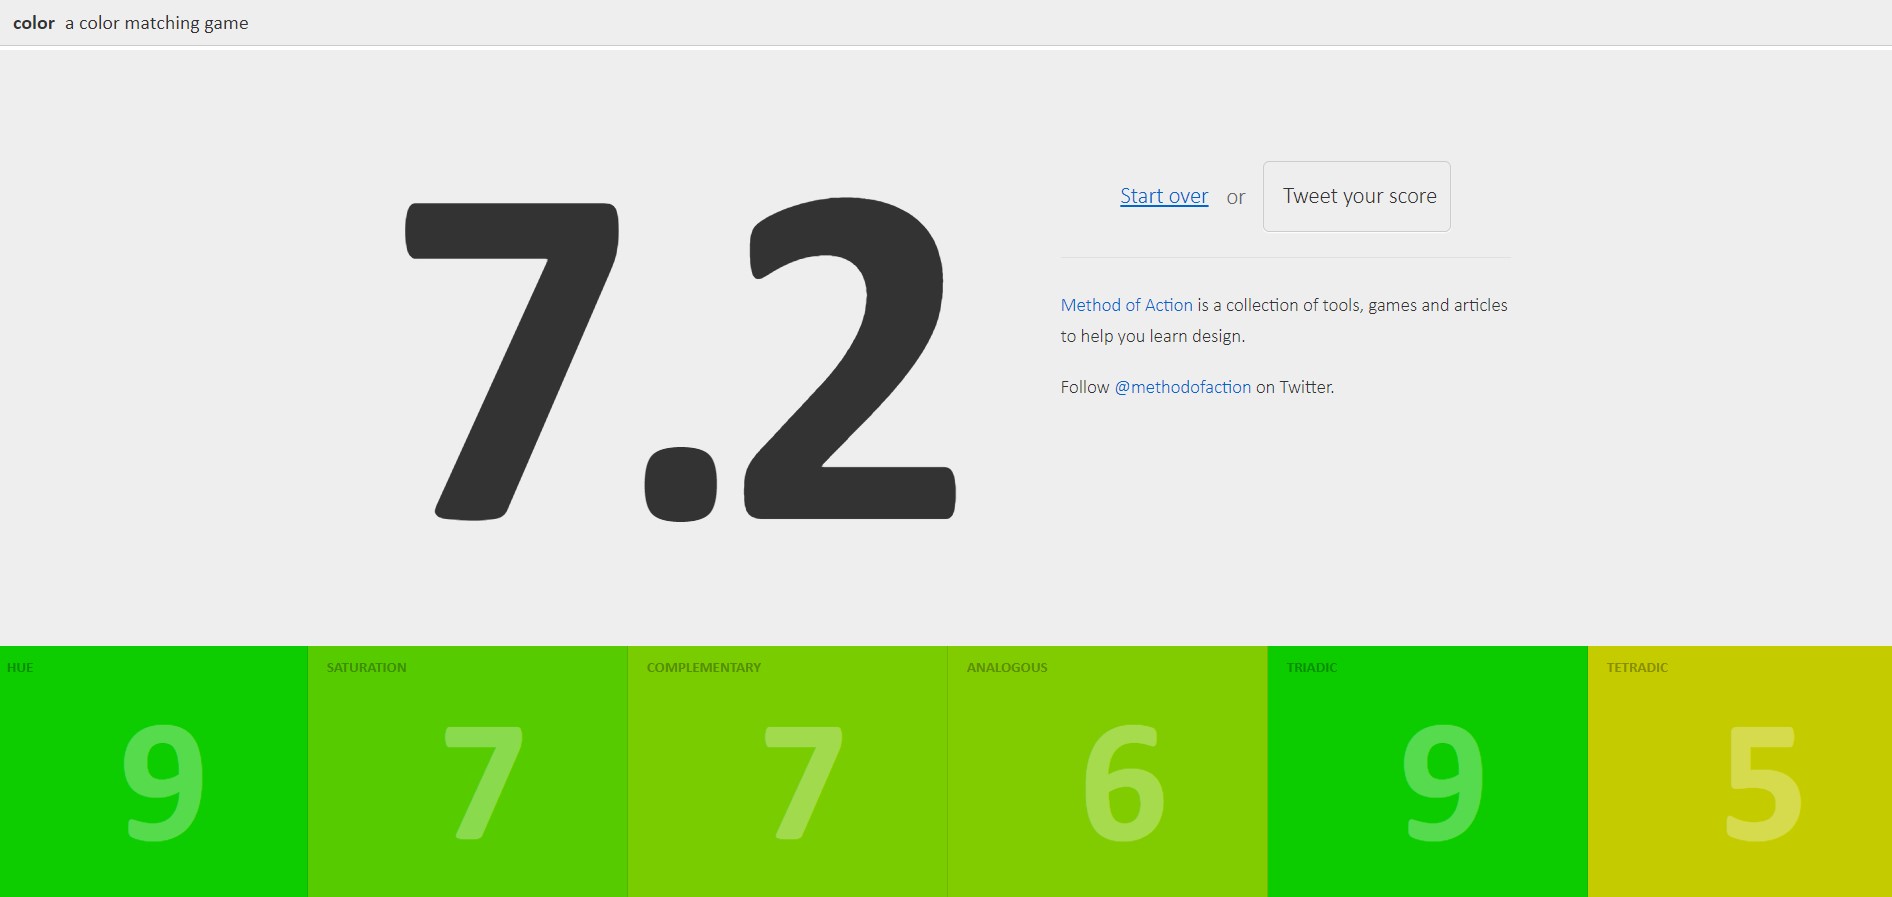 color a color matching game
7.2
Start over or Tweet your score
Method of Action is a collection of tools, games and articles
to help you learn design.
Follow @methodofaction on Twitter.
HUE SATURATION COMPLEMENTARY ANALOGOUS TRIADIC TETRADIC
9 7 7 6 9 5